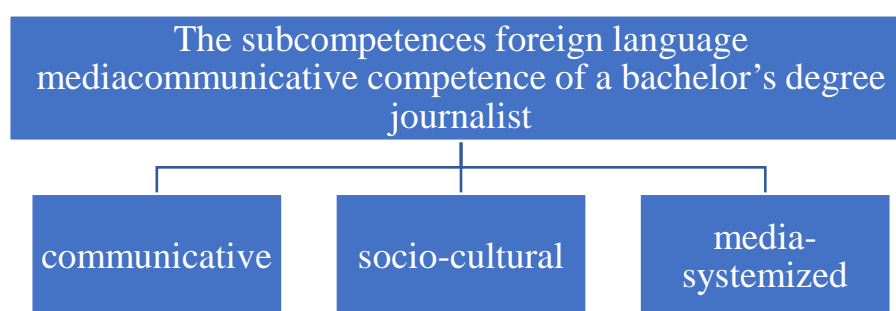 The subcompetences foreign language
mediacommunicative competence of a bachelor’s degree
journalist
communicative
socio-cultural
media-
systemized